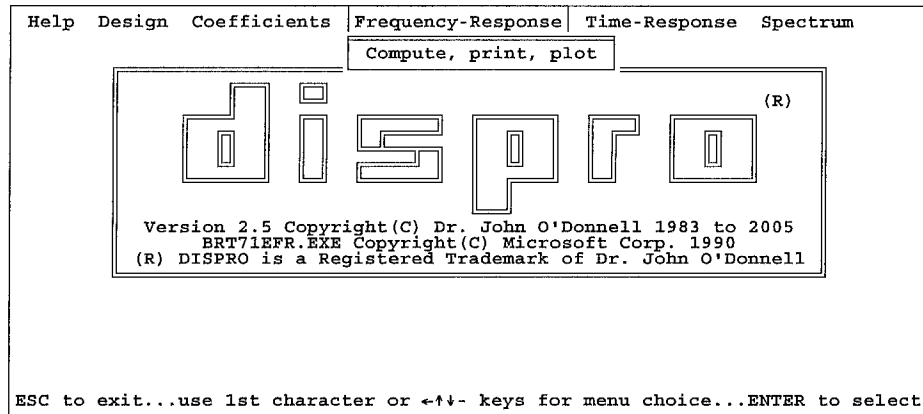 Help Design Coefficients Frequency-Response Time-Response Spectrum
Compute, print, plot
dispro (R)
Version 2.5 Copyright(C) Dr. John O'Donnell 1983 to 2005
BRT71EFR.EXE Copyright(C) Microsoft Corp. 1990
(R) DISPRO is a Registered Trademark of Dr. John O'Donnell
ESC to exit...use 1st character or ←↑↓- keys for menu choice...ENTER to select